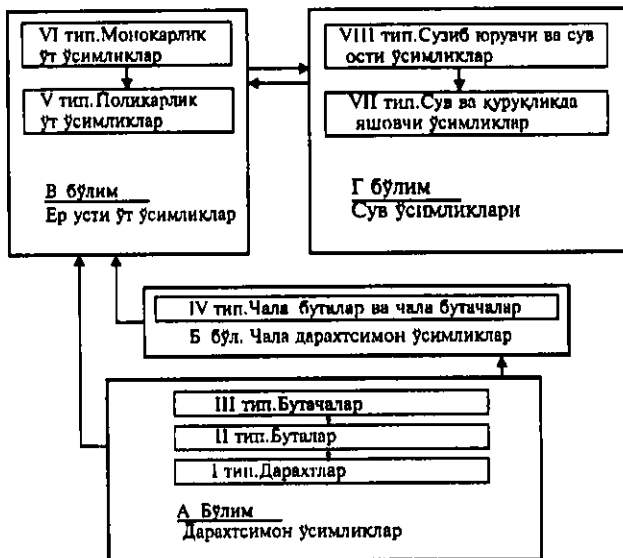 VI тип.Монокарлик
ўт ўсимликлар
V тип.Поликарлик
ўт ўсимликлар
В бўлим
Ер усти ўт ўсимликлар
VIII тип.Сузиб юрувчи ва сув
ости ўсимликлар
VII тип.Сув ва қуруқликда
яшовчи ўсимликлар
Г бўлим
Сув ўсимликлари
IV тип.Чала буталар ва чала бутачалар
Б бўл. Чала дарахтсимон ўсимликлар
III тип.Бутачалар
II тип.Буталар
I тип.Дарахтлар
А Бўлим
Дарахтсимон ўсимликлар